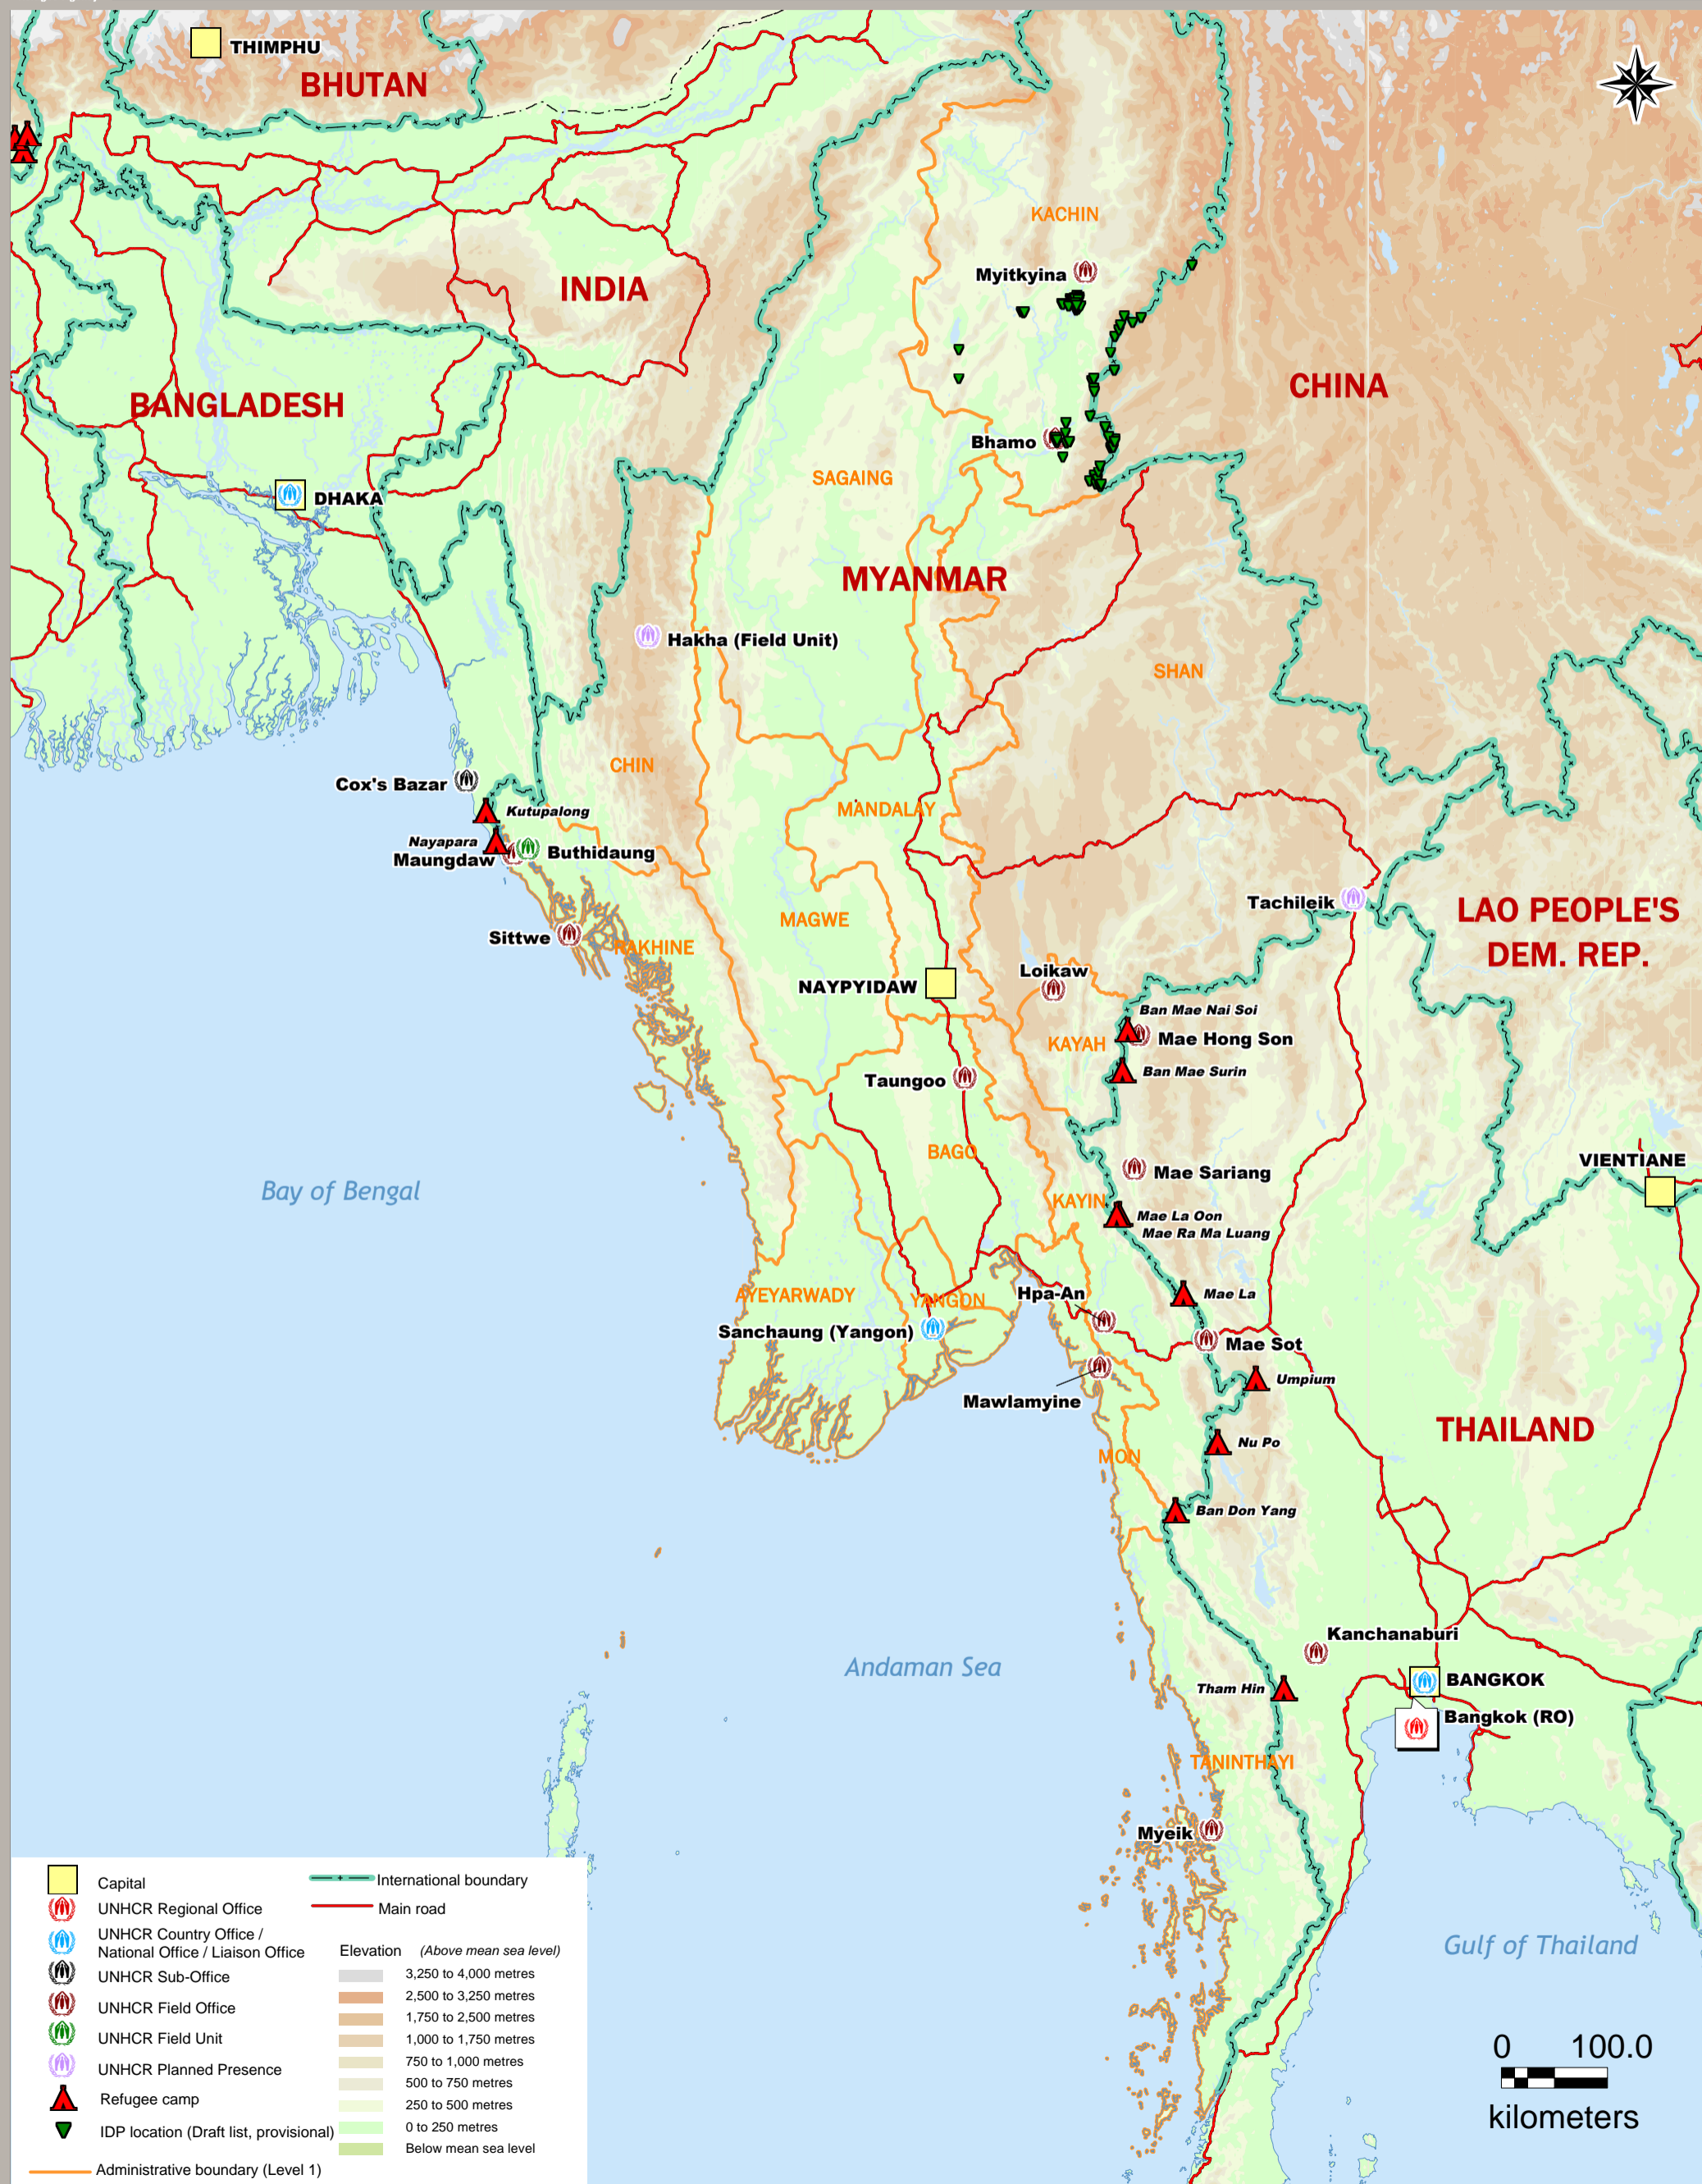 THIMPHU
BHUTAN
KACHIN
Myitkyina
INDIA
CHINA
BANGLADESH
Bhamo
SAGAING
DHAKA
MYANMAR
Hakha (Field Unit)
SHAN
CHIN
Cox's Bazar
MANDALAY
Kutupalong
Nayapara
Maungdaw
Buthidaung
Tachileik
LAO PEOPLE'S
DEM. REP.
MAGWE
Sittwe
RAKHINE
Loikaw
NAYPYIDAW
Ban Mae Nai Soi
KAYAH
Mae Hong Son
Ban Mae Surin
Taungoo
BAGO
VIENTIANE
Mae Sariang
Bay of Bengal
KAYIN
Mae La Oon
Mae Ra Ma Luang
AYEYARWADY
YANGON
Hpa-An
Mae La
Sanchaung (Yangon)
Mae Sot
Umpium
Mawlamyine
THAILAND
Nu Po
MON
Ban Don Yang
Kanchanaburi
Andaman Sea
BANGKOK
Tham Hin
Bangkok (RO)
TANINTHAYI
Myeik
Gulf of Thailand
Capital
UNHCR Regional Office
UNHCR Country Office /
National Office / Liaison Office
UNHCR Sub-Office
UNHCR Field Office
UNHCR Field Unit
UNHCR Planned Presence
Refugee camp
IDP location (Draft list, provisional)
Administrative boundary (Level 1)
International boundary
Main road
Elevation (Above mean sea level)
3,250 to 4,000 metres
2,500 to 3,250 metres
1,750 to 2,500 metres
1,000 to 1,750 metres
750 to 1,000 metres
500 to 750 metres
250 to 500 metres
0 to 250 metres
Below mean sea level
0 100.0
kilometers